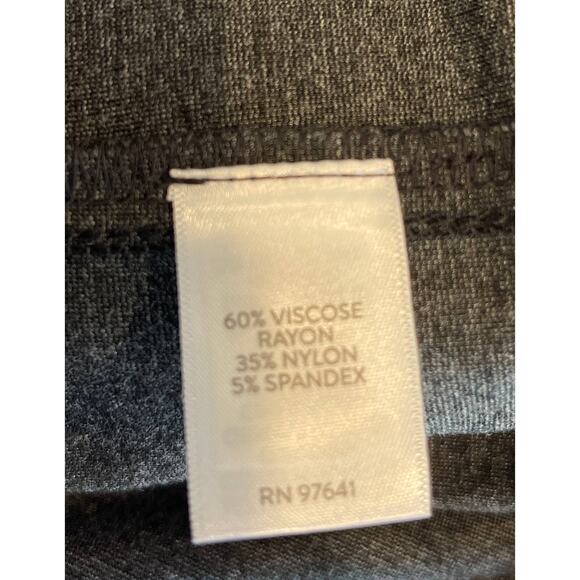 60% VISCOSE
RAYON
35% NYLON
5% SPANDEX
RN 97641